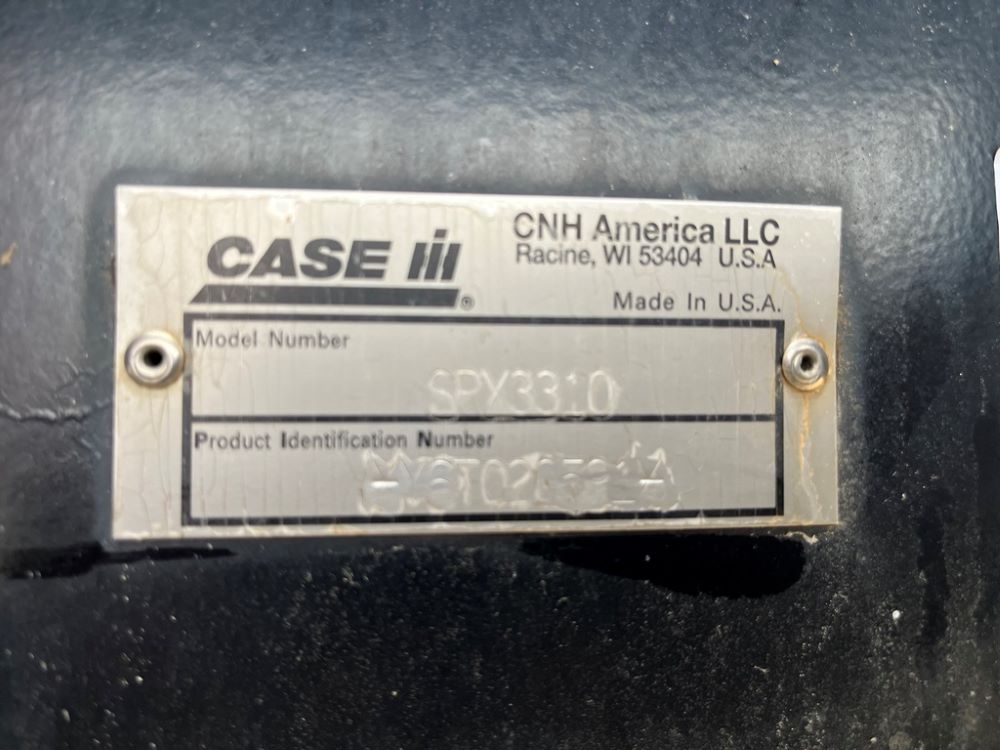 CASE IH
CNH America LLC
Racine, WI 53404 U.S.A
Made In U.S.A.
Model Number
SPX3310
Product Identification Number